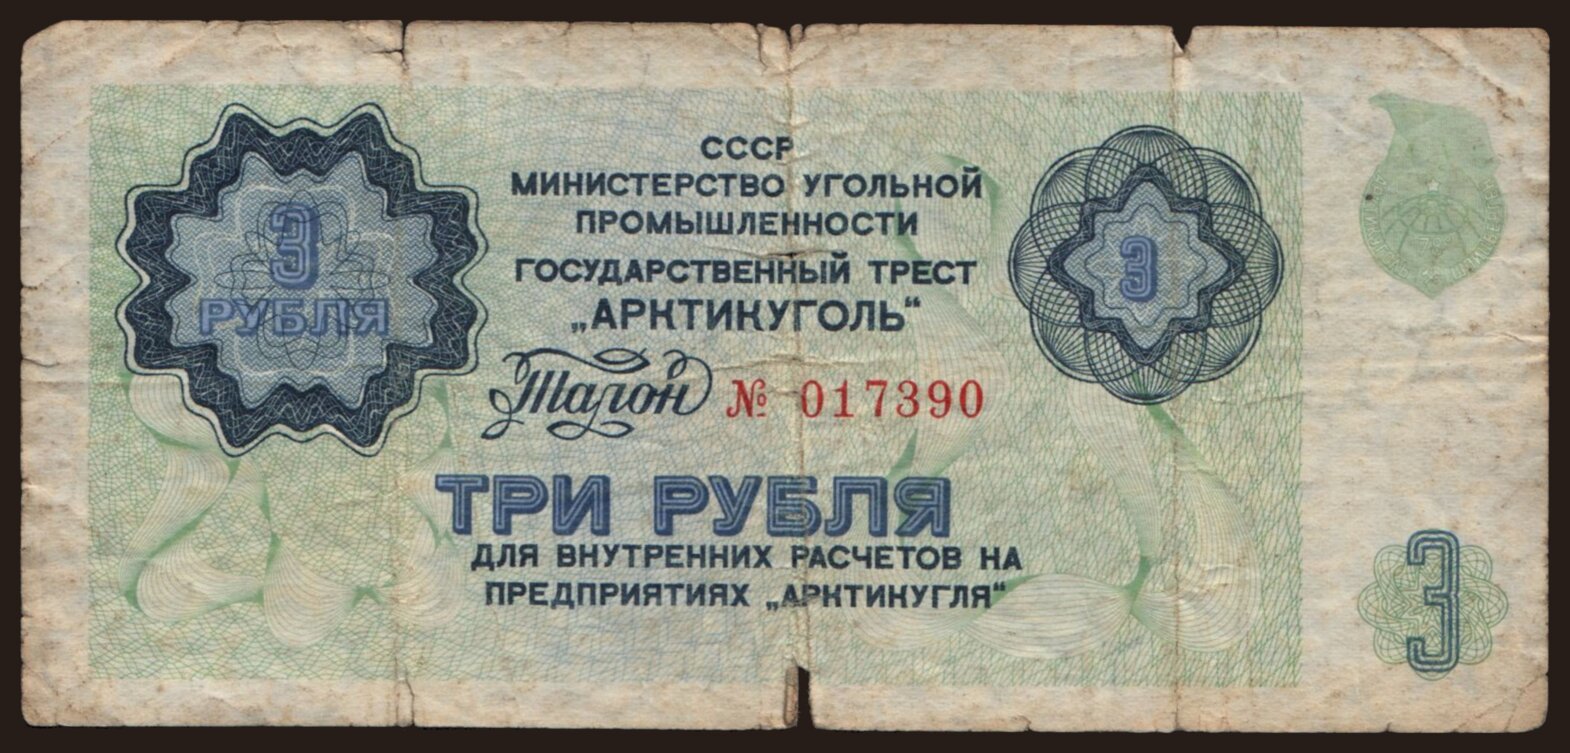 СССР
МИНИСТЕРСТВО УГОЛЬНОЙ
ПРОМЫШЛЕННОСТИ
ГОСУДАРСТВЕННЫЙ ТРЕСТ
„АРКТИКУГОЛЬ“
Талон № 017390
3
РУБЛЯ
3
ТРИ РУБЛЯ
ДЛЯ ВНУТРЕННИХ РАСЧЕТОВ НА
ПРЕДПРИЯТИЯХ „АРКТИКУГЛЯ“
3